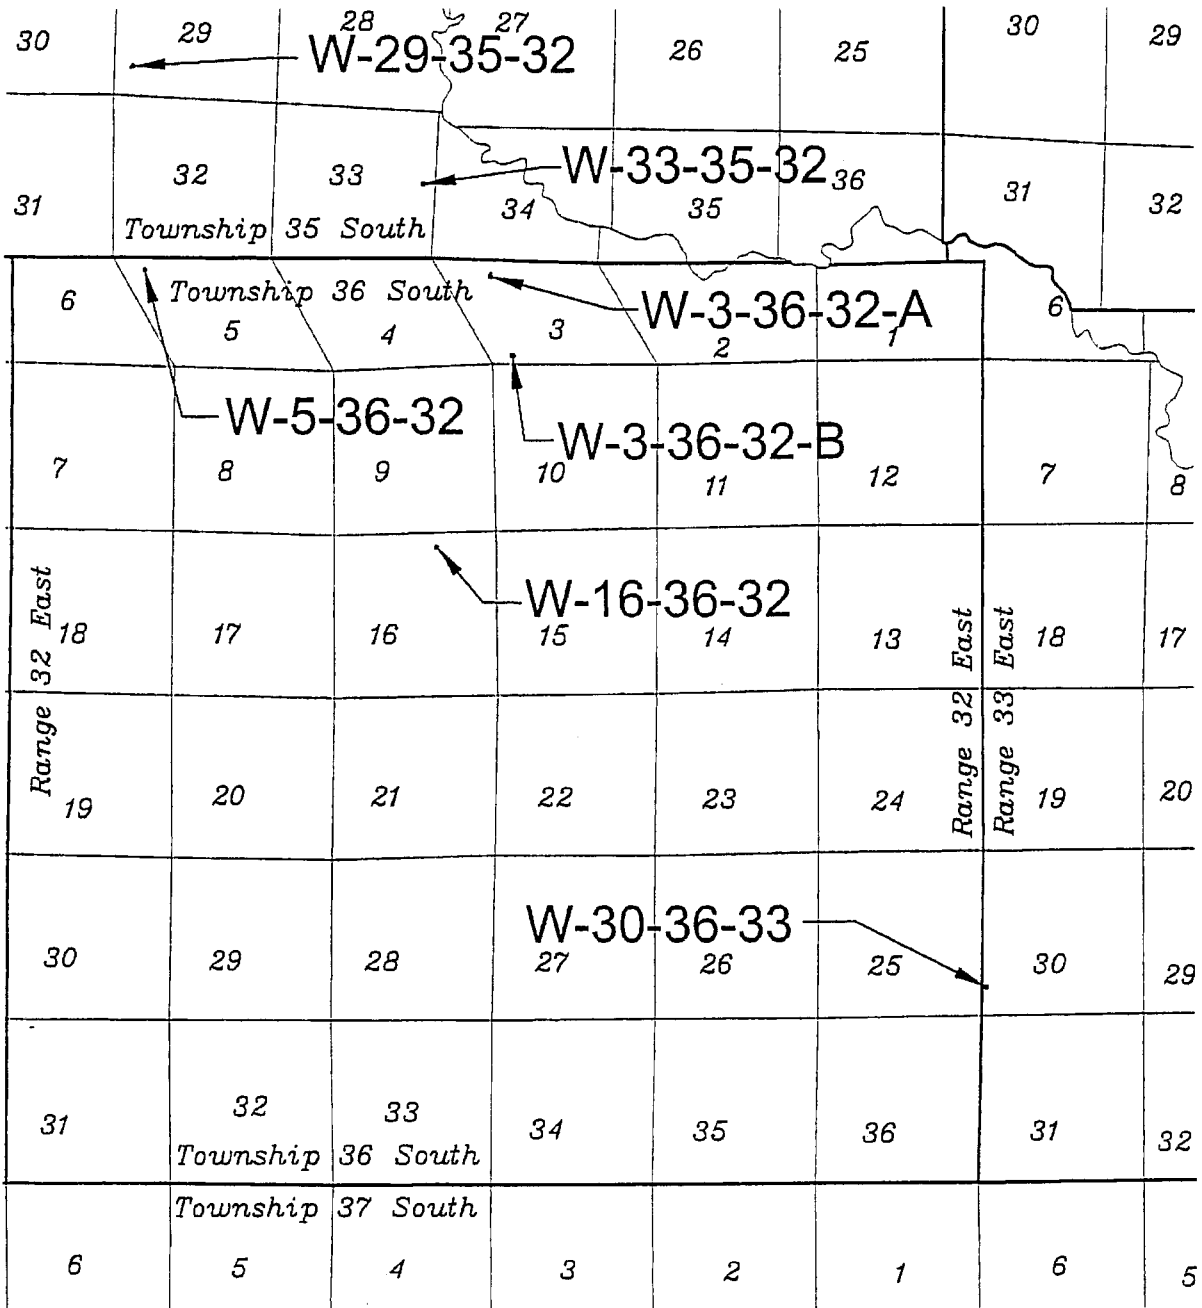 30 29 28 27 26 25 30 29
W-29-35-32
31 32 33 34 35 36 31 32
W-33-35-32
Township 35 South
Township 36 South
6 5 4 3 2 1 6
W-3-36-32-A
W-5-36-32
W-3-36-32-B
7 8 9 10 11 12 7 8
W-16-36-32
18 17 16 15 14 13 18 17
Range 32 East
Range 32 East
Range 33 East
19 20 21 22 23 24 19 20
W-30-36-33
30 29 28 27 26 25 30 29
31 32 33 34 35 36 31 32
Township 36 South
Township 37 South
6 5 4 3 2 1 6 5